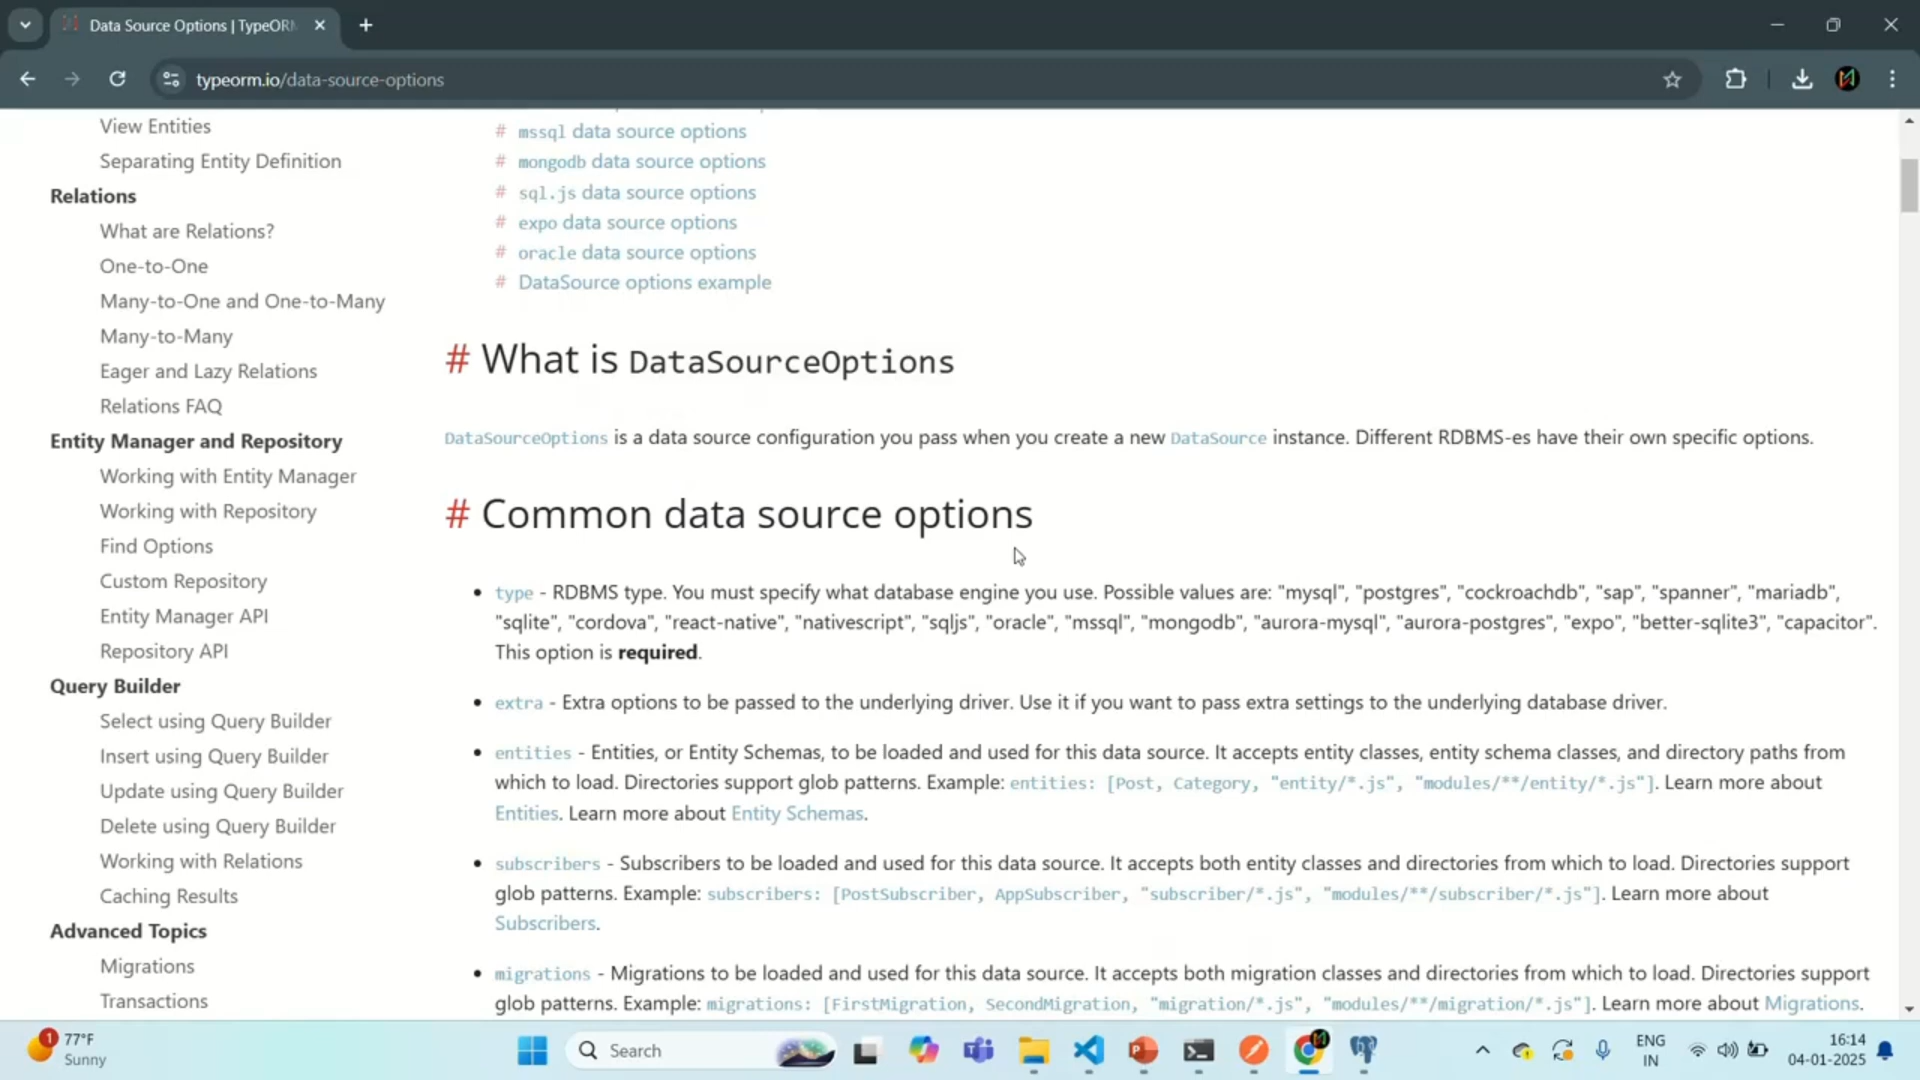 Data Source Options | TypeORM
typeorm.io/data-source-options
View Entities
Separating Entity Definition
Relations
What are Relations?
One-to-One
Many-to-One and One-to-Many
Many-to-Many
Eager and Lazy Relations
Relations FAQ
Entity Manager and Repository
Working with Entity Manager
Working with Repository
Find Options
Custom Repository
Entity Manager API
Repository API
Query Builder
Select using Query Builder
Insert using Query Builder
Update using Query Builder
Delete using Query Builder
Working with Relations
Caching Results
Advanced Topics
Migrations
Transactions
# mssql data source options
# mongodb data source options
# sql.js data source options
# expo data source options
# oracle data source options
# DataSource options example
# What is DataSourceOptions
DataSourceOptions is a data source configuration you pass when you create a new DataSource instance. Different RDBMS-es have their own specific options.
# Common data source options
• type - RDBMS type. You must specify what database engine you use. Possible values are: "mysql", "postgres", "cockroachdb", "sap", "spanner", "mariadb",
"sqlite", "cordova", "react-native", "nativescript", "sqljs", "oracle", "mssql", "mongodb", "aurora-mysql", "aurora-postgres", "expo", "better-sqlite3", "capacitor".
This option is required.
• extra - Extra options to be passed to the underlying driver. Use it if you want to pass extra settings to the underlying database driver.
• entities - Entities, or Entity Schemas, to be loaded and used for this data source. It accepts entity classes, entity schema classes, and directory paths from
which to load. Directories support glob patterns. Example: entities: [Post, Category, "entity/*.js", "modules/**/entity/*.js"]. Learn more about
Entities. Learn more about Entity Schemas.
• subscribers - Subscribers to be loaded and used for this data source. It accepts both entity classes and directories from which to load. Directories support
glob patterns. Example: subscribers: [PostSubscriber, AppSubscriber, "subscriber/*.js", "modules/**/subscriber/*.js"]. Learn more about
Subscribers.
• migrations - Migrations to be loaded and used for this data source. It accepts both migration classes and directories from which to load. Directories support
glob patterns. Example: migrations: [FirstMigration, SecondMigration, "migration/*.js", "modules/**/migration/*.js"]. Learn more about Migrations.
1
77°F
Sunny
Search
ENG
IN
16:14
04-01-2025